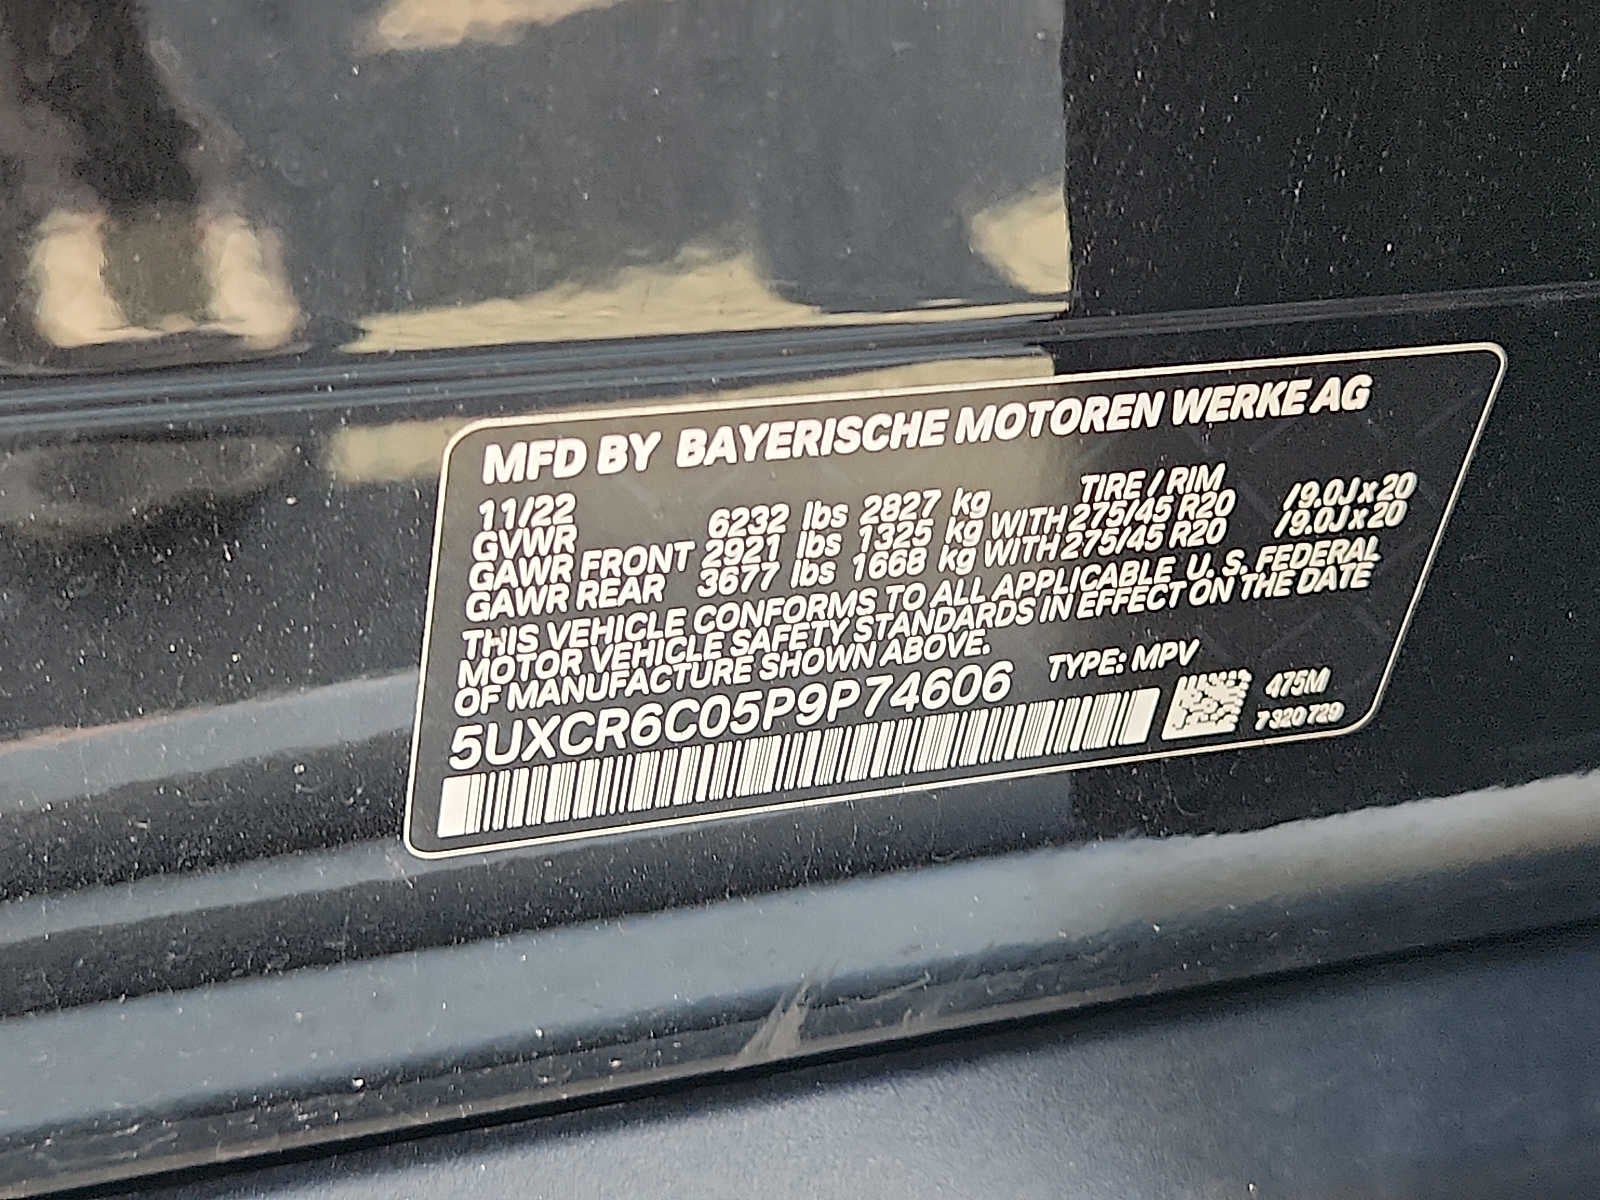 MFD BY BAYERISCHE MOTOREN WERKE AG
11/22 TIRE / RIM
GVWR 6232 lbs 2827 kg
GAWR FRONT 2921 lbs 1325 kg WITH 275/45 R20 /9.0J x 20
GAWR REAR 3677 lbs 1668 kg WITH 275/45 R20 /9.0J x 20
THIS VEHICLE CONFORMS TO ALL APPLICABLE U.S. FEDERAL
MOTOR VEHICLE SAFETY STANDARDS IN EFFECT ON THE DATE
OF MANUFACTURE SHOWN ABOVE.
5UXCR6C05P9P74606 TYPE: MPV
475M
7 320 729